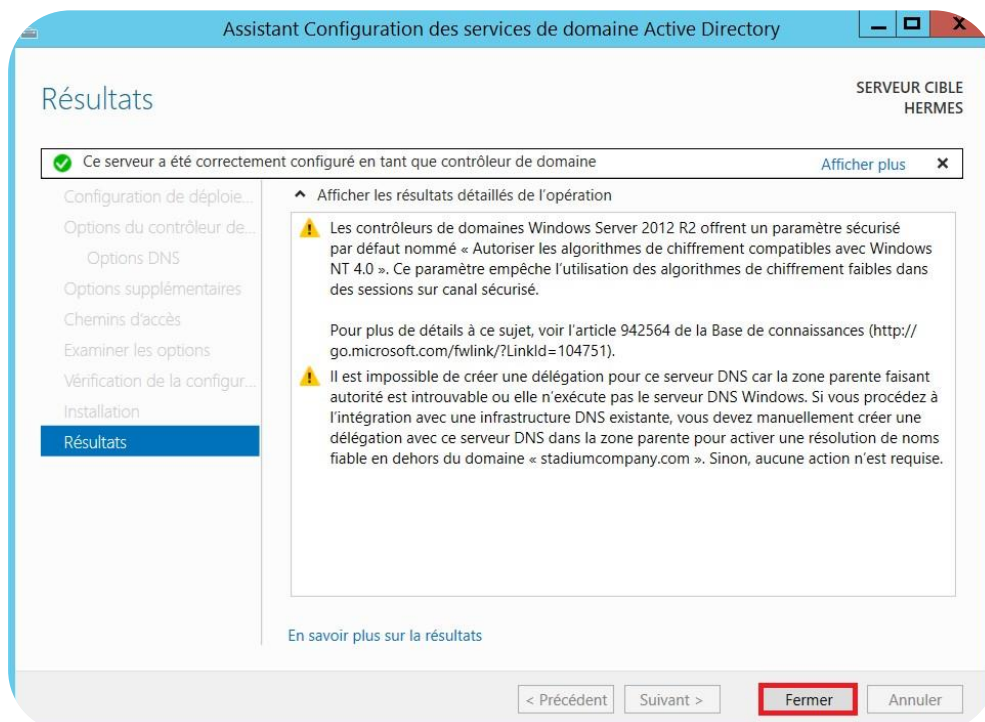 Assistant Configuration des services de domaine Active Directory
Résultats
SERVEUR CIBLE
HERMES
Ce serveur a été correctement configuré en tant que contrôleur de domaine
Afficher plus
Configuration de déploie...
Options du contrôleur de...
Options DNS
Options supplémentaires
Chemins d'accès
Examiner les options
Vérification de la configur...
Installation
Résultats
Afficher les résultats détaillés de l'opération
Les contrôleurs de domaines Windows Server 2012 R2 offrent un paramètre sécurisé
par défaut nommé « Autoriser les algorithmes de chiffrement compatibles avec Windows
NT 4.0 ». Ce paramètre empêche l'utilisation des algorithmes de chiffrement faibles dans
des sessions sur canal sécurisé.
Pour plus de détails à ce sujet, voir l'article 942564 de la Base de connaissances (http://
go.microsoft.com/fwlink/?LinkId=104751).
Il est impossible de créer une délégation pour ce serveur DNS car la zone parente faisant
autorité est introuvable ou elle n'exécute pas le serveur DNS Windows. Si vous procédez à
l'intégration avec une infrastructure DNS existante, vous devez manuellement créer une
délégation avec ce serveur DNS dans la zone parente pour activer une résolution de noms
fiable en dehors du domaine « stadiumcompany.com ». Sinon, aucune action n'est requise.
En savoir plus sur la résultats
< Précédent
Suivant >
Fermer
Annuler